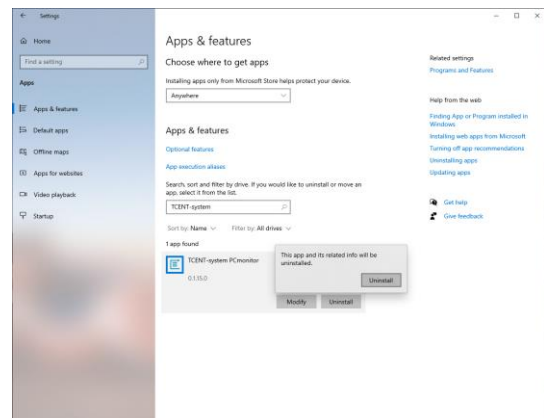 Settings
Home
Find a setting
Apps
Apps & features
Default apps
Offline maps
Apps for websites
Video playback
Startup
Apps & features
Choose where to get apps
Installing apps only from Microsoft Store helps protect your device.
Anywhere
Apps & features
Optional features
App execution aliases
Search, sort and filter by drive. If you would like to uninstall or move an
app, select it from the list.
TCENT-system
Sort by: Name
Filter by: All drives
1 app found
TCENT-system PCmonitor
0.1.35.0
This app and its related info will be
uninstalled.
Uninstall
Modify
Uninstall
Related settings
Programs and Features
Help from the web
Finding App or Program installed in
Windows
Installing web apps from Microsoft
Turning off app recommendations
Uninstalling apps
Updating apps
Get help
Give feedback